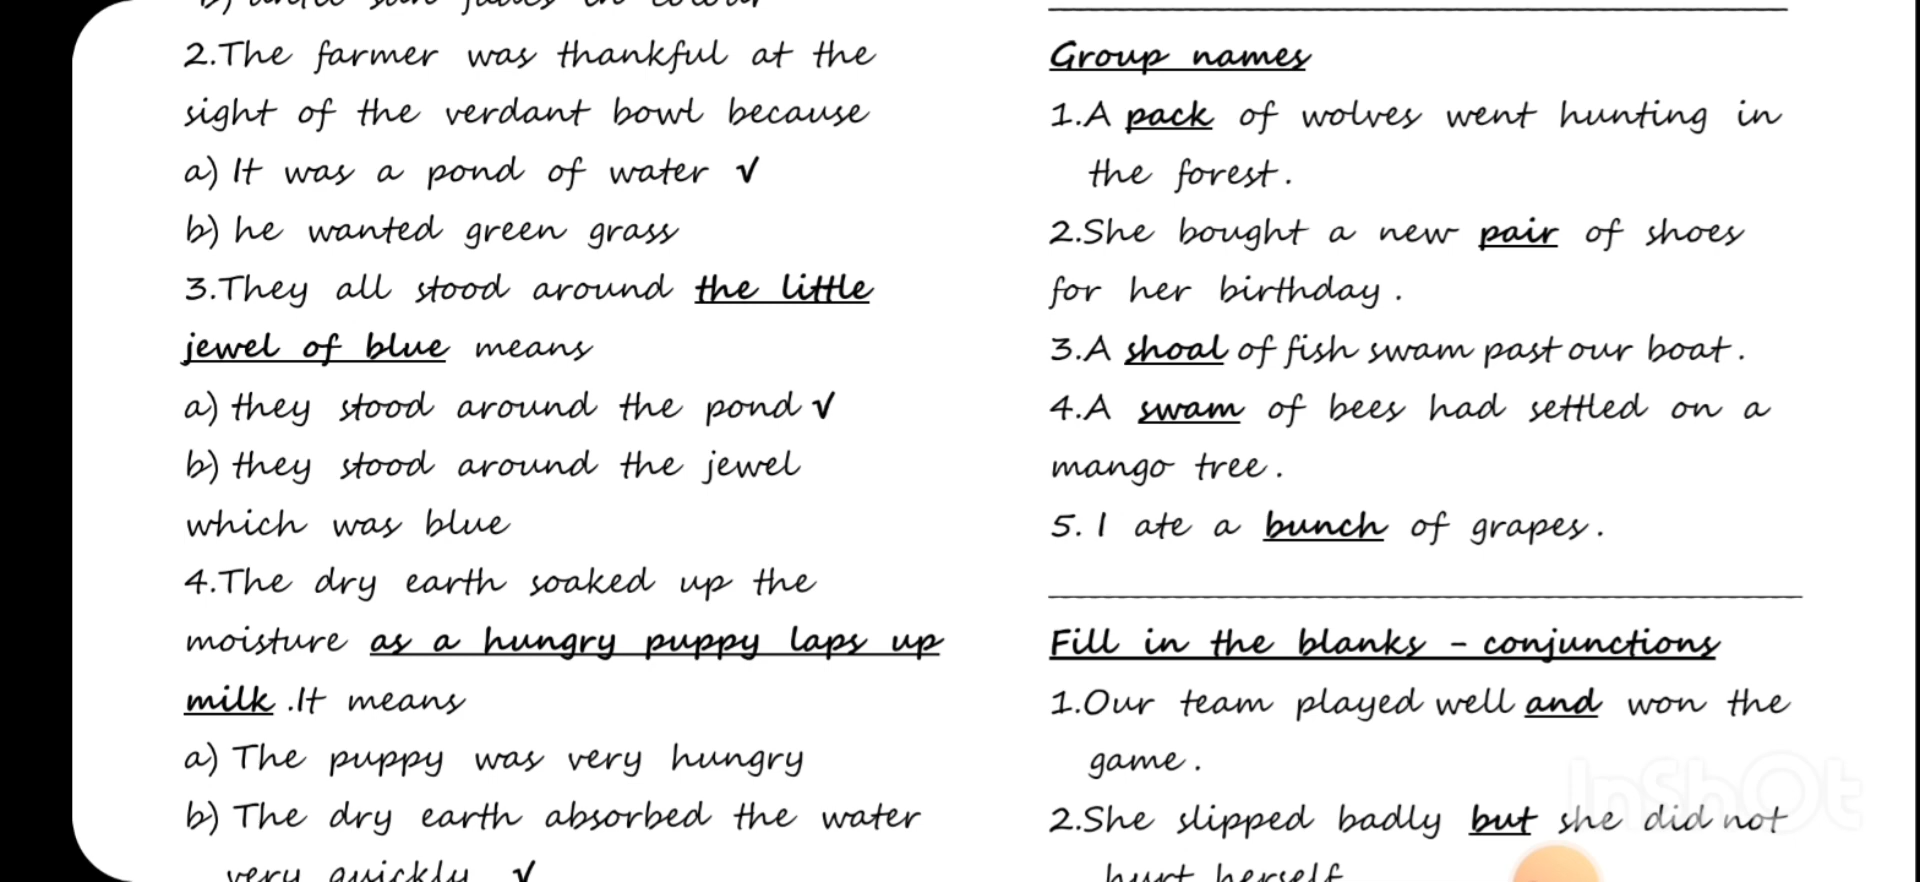 2.The farmer was thankful at the
sight of the verdant bowl because
a) It was a pond of water ✓
b) he wanted green grass
3.They all stood around the little
jewel of blue means
a) they stood around the pond ✓
b) they stood around the jewel
which was blue
4.The dry earth soaked up the
moisture as a hungry puppy laps up
milk .It means
a) The puppy was very hungry
b) The dry earth absorbed the water
very quickly ✓
Group names
1.A pack of wolves went hunting in
the forest.
2.She bought a new pair of shoes
for her birthday .
3.A shoal of fish swam past our boat.
4.A swam of bees had settled on a
mango tree.
5. I ate a bunch of grapes.
Fill in the blanks - conjunctions
1.Our team played well and won the
game.
2.She slipped badly but she did not
hurt herself
InShOt